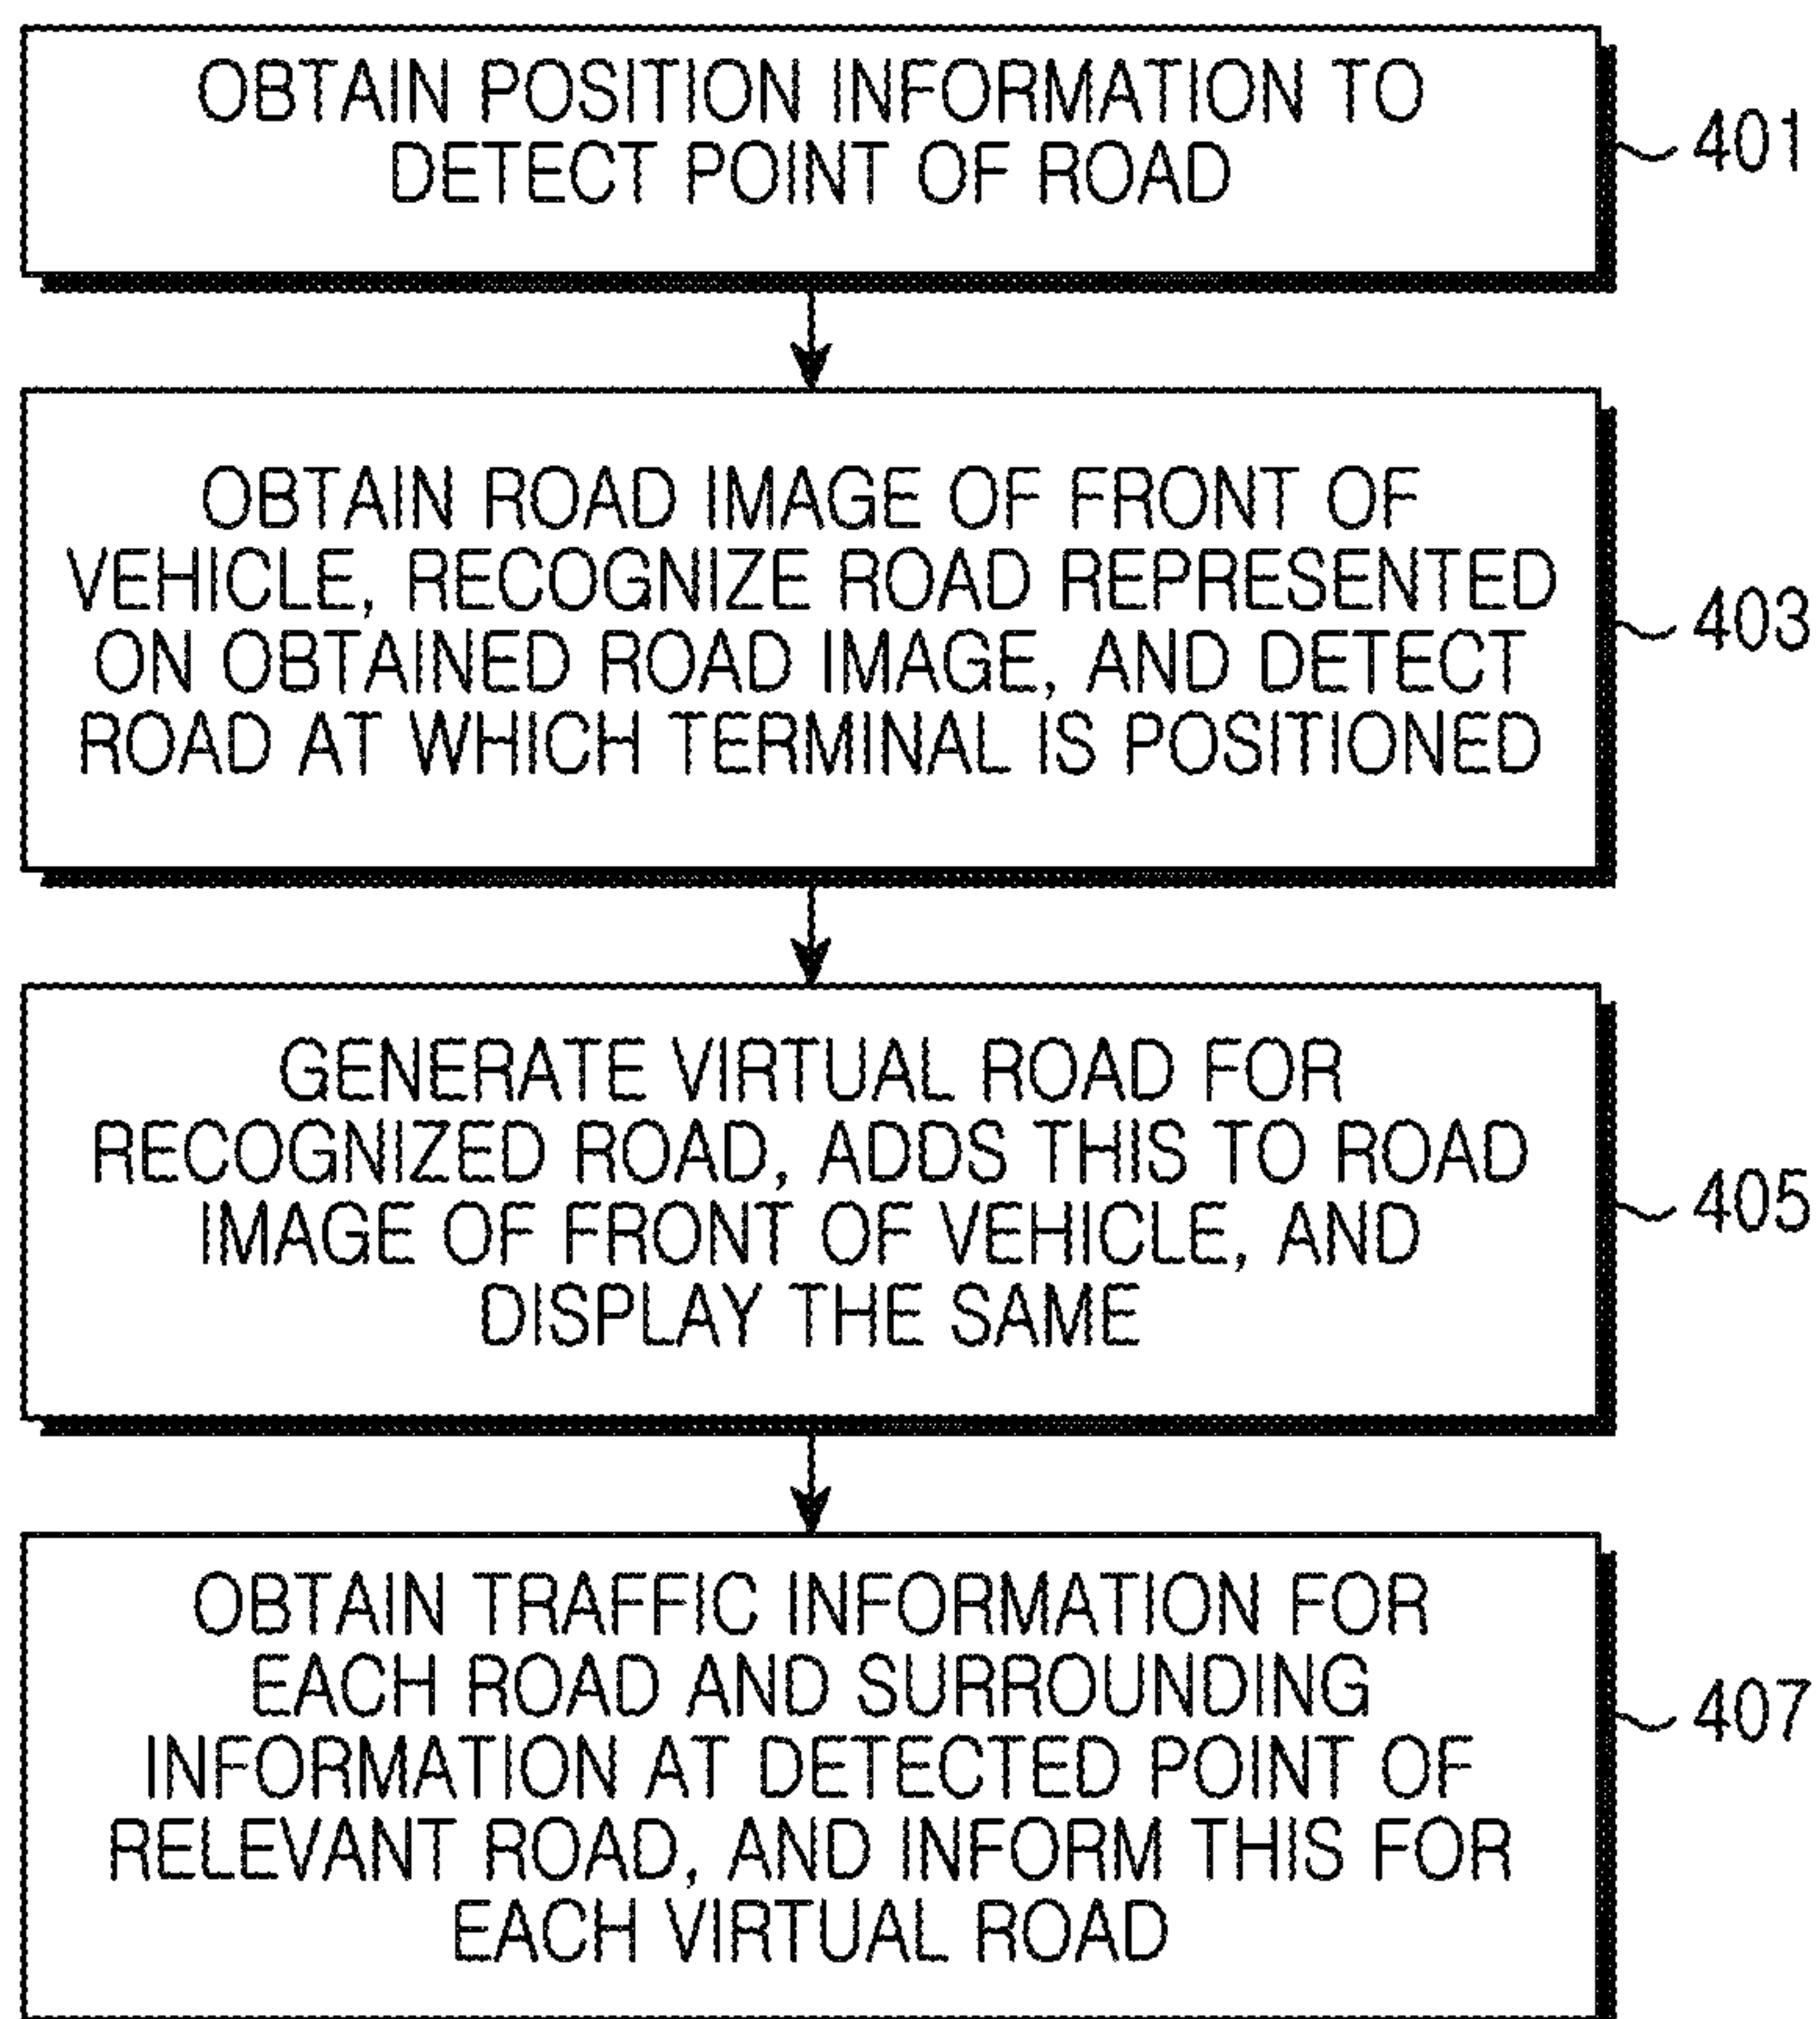 OBTAIN POSITION INFORMATION TO
DETECT POINT OF ROAD
401
OBTAIN ROAD IMAGE OF FRONT OF
VEHICLE, RECOGNIZE ROAD REPRESENTED
ON OBTAINED ROAD IMAGE, AND DETECT
ROAD AT WHICH TERMINAL IS POSITIONED
403
GENERATE VIRTUAL ROAD FOR
RECOGNIZED ROAD, ADDS THIS TO ROAD
IMAGE OF FRONT OF VEHICLE, AND
DISPLAY THE SAME
405
OBTAIN TRAFFIC INFORMATION FOR
EACH ROAD AND SURROUNDING
INFORMATION AT DETECTED POINT OF
RELEVANT ROAD, AND INFORM THIS FOR
EACH VIRTUAL ROAD
407